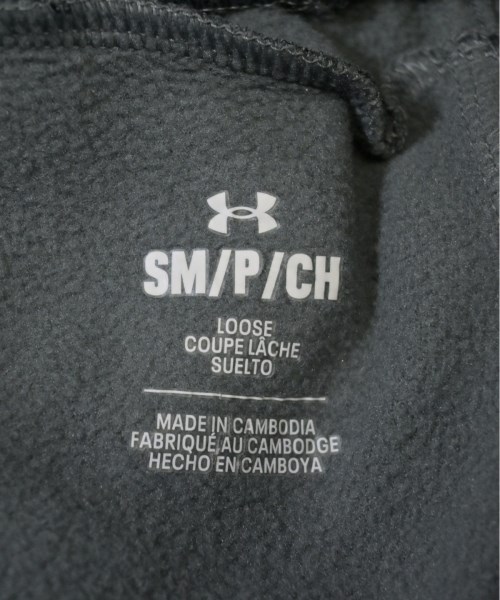 SM/P/CH
LOOSE
COUPE LÂCHE
SUELTO
MADE IN CAMBODIA
FABRIQUÉ AU CAMBODGE
HECHO EN CAMBOYA